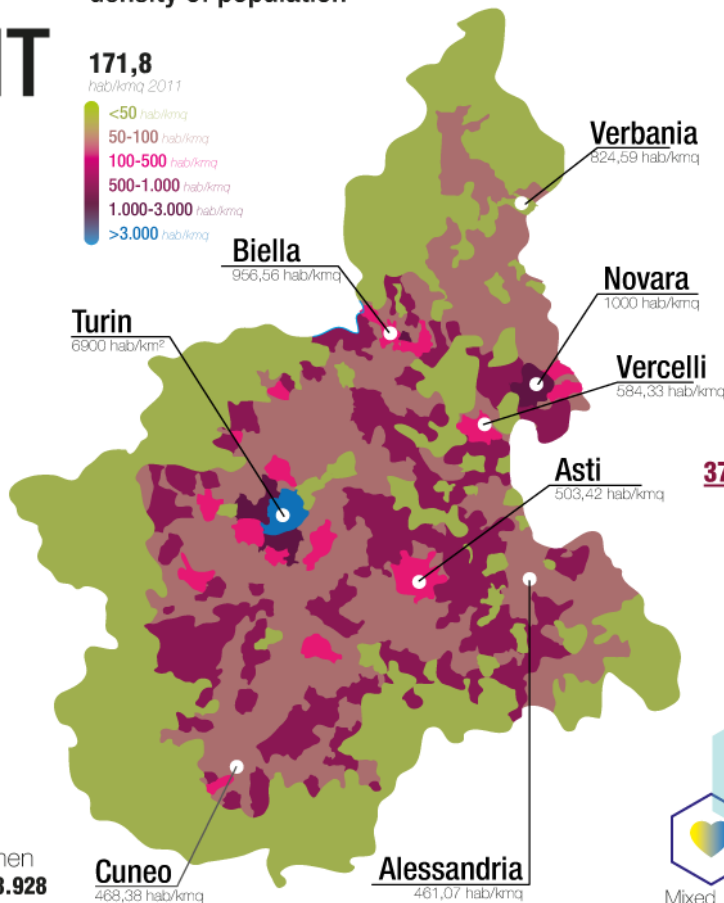 density of population
IT
171,8
hab/kmq 2011
<50 hab/kmq
50-100 hab/kmq
100-500 hab/kmq
500-1.000 hab/kmq
1.000-3.000 hab/kmq
>3.000 hab/kmq
Verbania
824,59 hab/kmq
Biella
956,56 hab/kmq
Novara
1000 hab/kmq
Turin
6900 hab/km²
Vercelli
584,33 hab/kmq
Asti
503,42 hab/kmq
37
Cuneo
468,38 hab/kmq
Alessandria
461,07 hab/kmq
men
3.928
Mixed